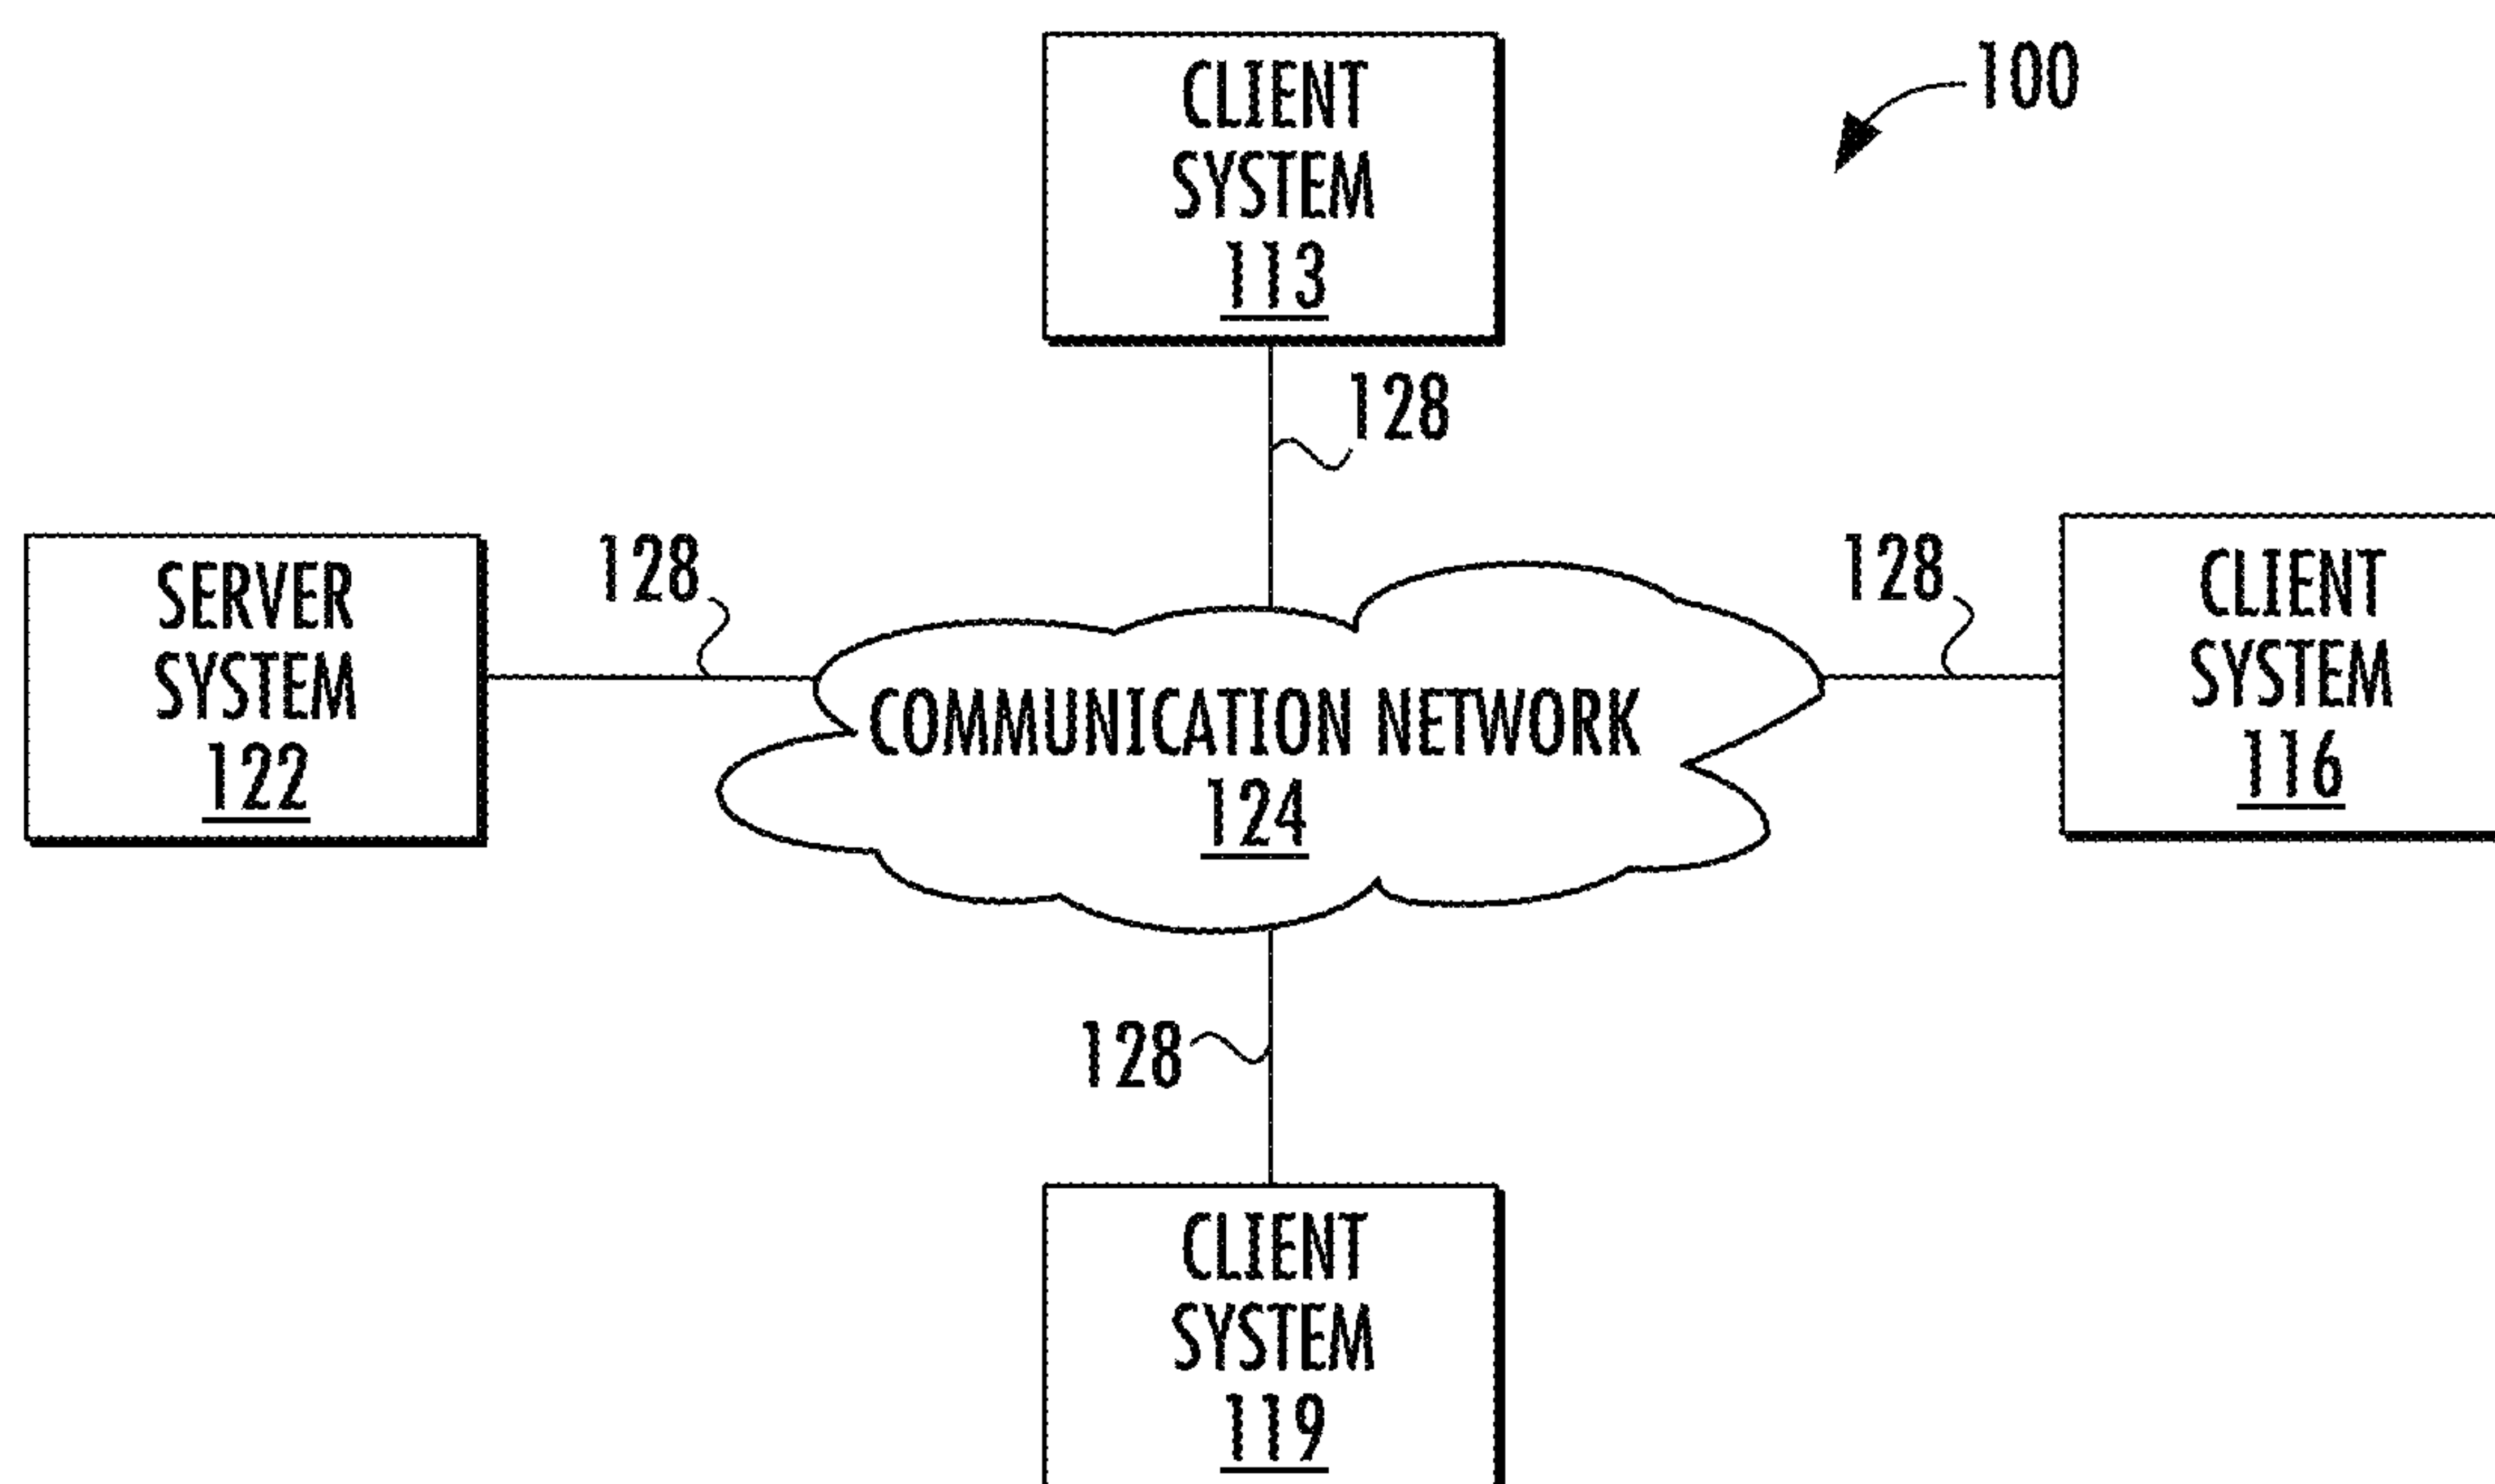 CLIENT
SYSTEM
113
100
128
SERVER
SYSTEM
122
128
128
CLIENT
SYSTEM
116
COMMUNICATION NETWORK
124
128
CLIENT
SYSTEM
119